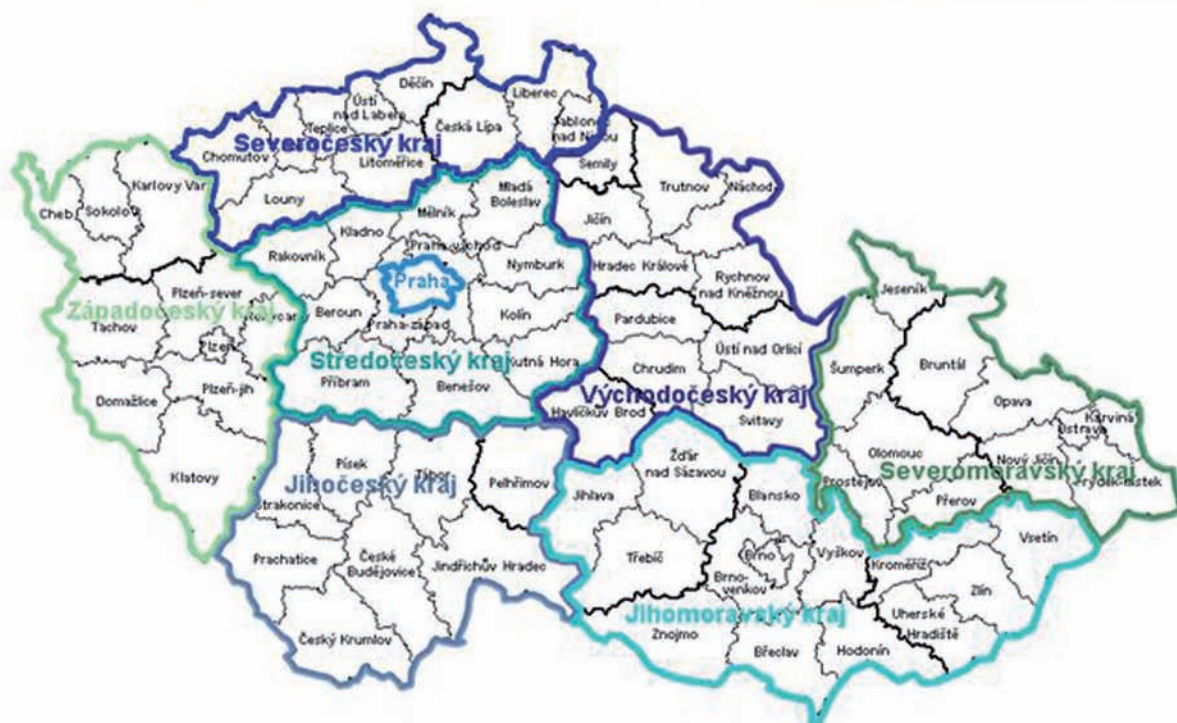 Děčín
Ústí
nad Labem
Teplice
Liberec
Česká Lípa
Jablonec
nad Nisou
Severočeský kraj
Chomutov
Litoměřice
Semily
Louny
Karlovy Var
Cheb
Sokolov
Mladá
Boleslav
Mělník
Kladno
Trutnov
Náchod
Jičín
Rakovník
Praha-východ
Nymburk
Hradec Králové
Rychnov
nad Kněžnou
Praha
Plzeň-sever
Západočeský kraj
Tachov
Beroun
Praha-západ
Kolín
Pardubice
Jeseník
Plzeň
Středočeský kraj
Kutná Hora
Chrudim
Ústí nad Orlicí
Šumperk
Bruntál
Domažlice
Plzeň-jih
Příbram
Benešov
Východočeský kraj
Havlíčkův Brod
Svitavy
Opava
Karviná
Ostrava
Klatovy
Písek
Tábor
Jihočeský kraj
Strakonice
Pelhřimov
Žďár
nad Sázavou
Jihlava
Blansko
Olomouc
Nový Jičín
Severomoravský kraj
Prostějov
Přerov
Frýdek-Místek
Prachatice
České
Budějovice
Jindřichův Hradec
Třebíč
Brno
Brno-
venkov
Vyškov
Kroměříž
Vsetín
Zlín
Jihomoravský kraj
Uherské
Hradiště
Český Krumlov
Znojmo
Břeclav
Hodonín